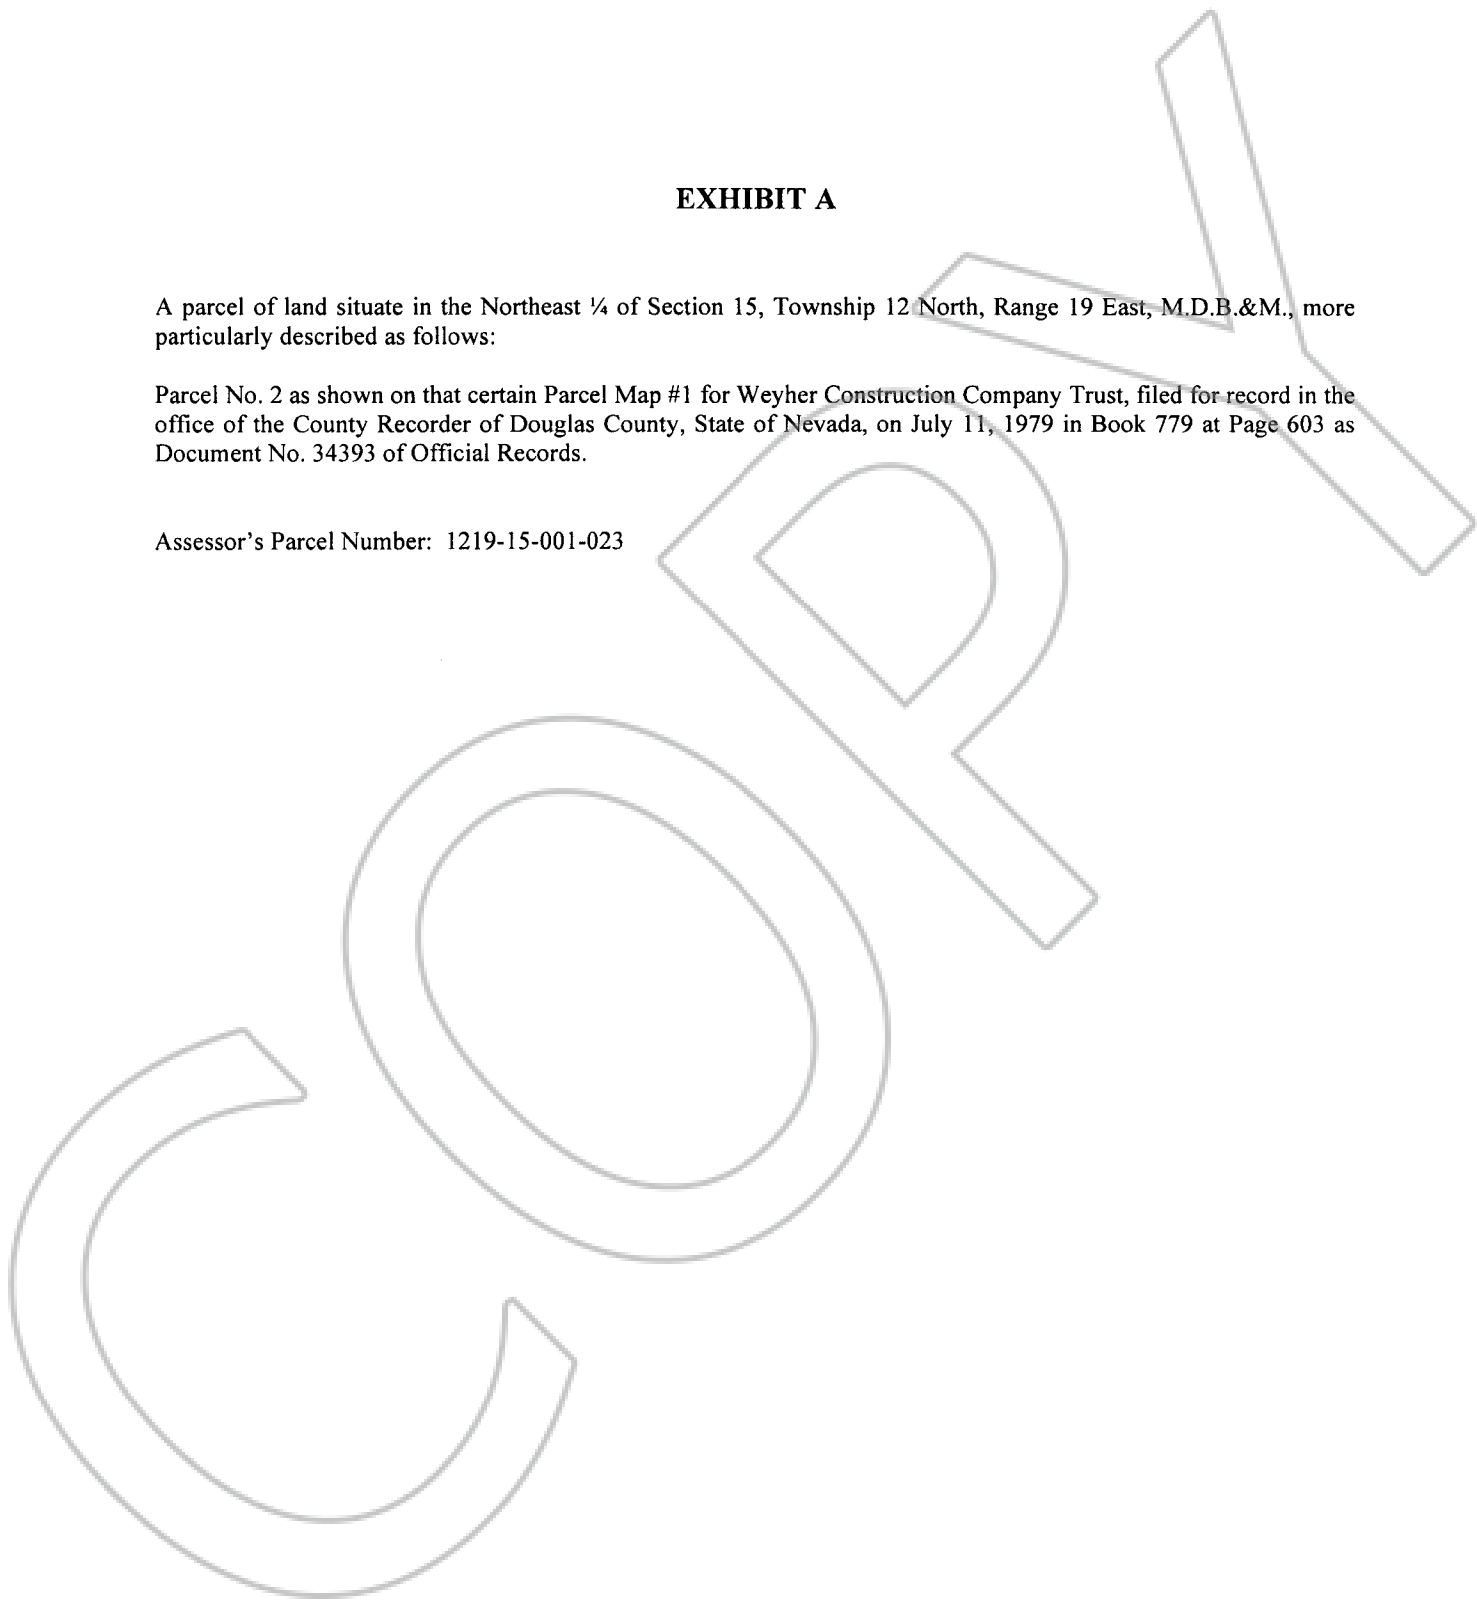 EXHIBIT A
A parcel of land situate in the Northeast ¼ of Section 15, Township 12 North, Range 19 East, M.D.B.&M., more
particularly described as follows:
Parcel No. 2 as shown on that certain Parcel Map #1 for Weyher Construction Company Trust, filed for record in the
office of the County Recorder of Douglas County, State of Nevada, on July 11, 1979 in Book 779 at Page 603 as
Document No. 34393 of Official Records.
Assessor's Parcel Number: 1219-15-001-023
COPY